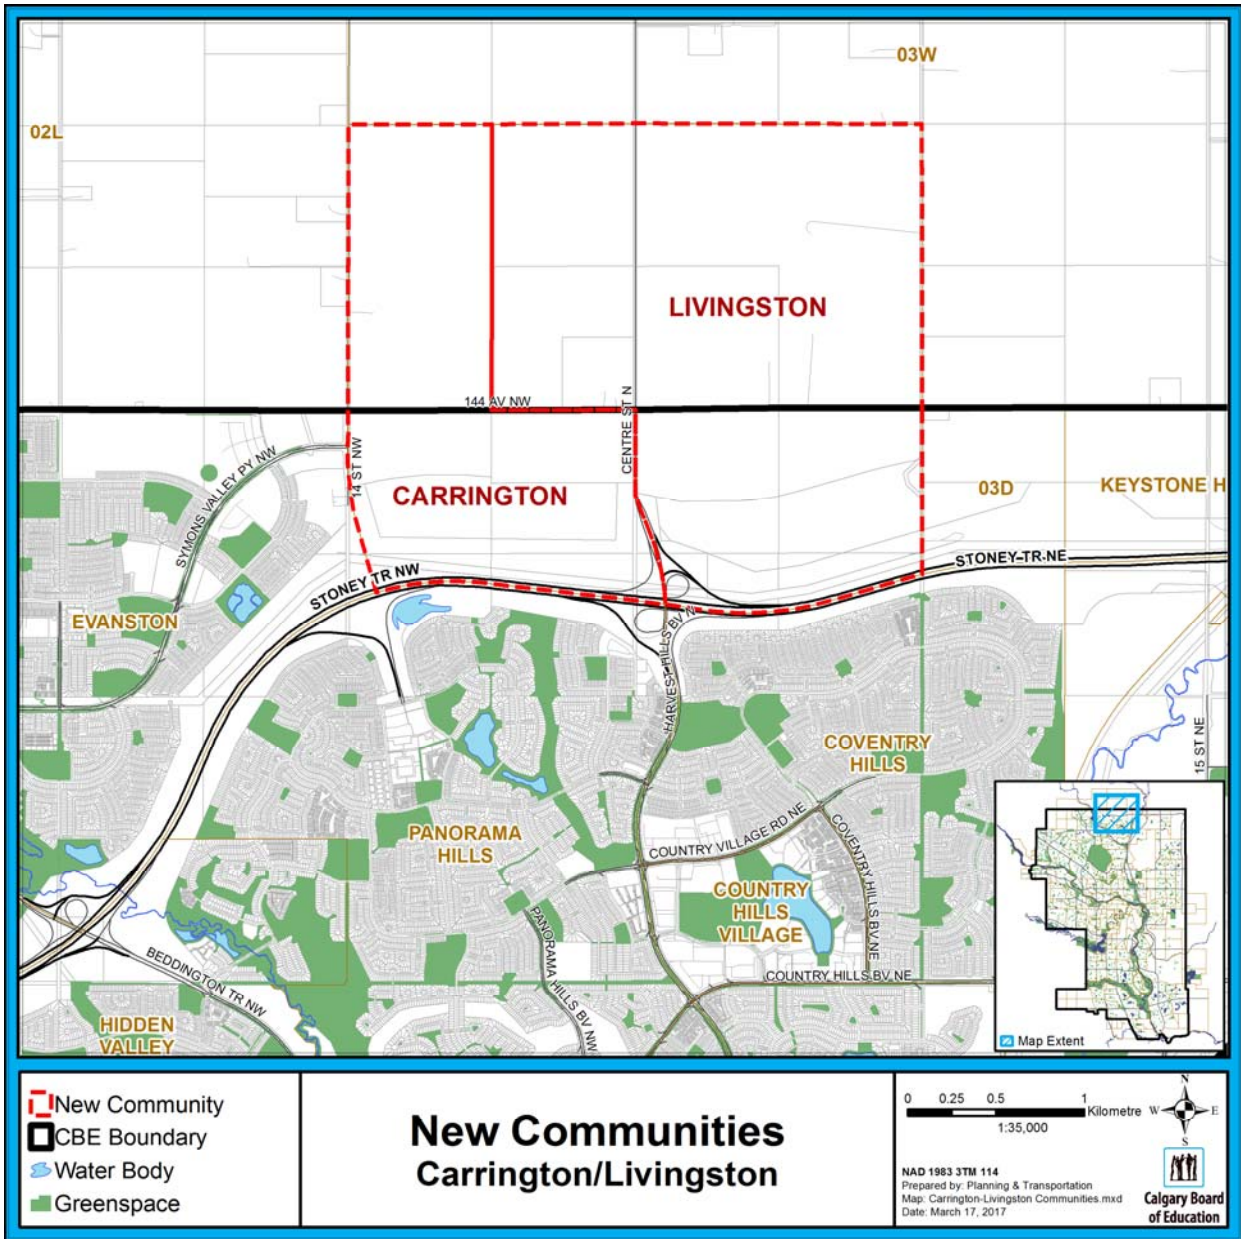 03W
02L
LIVINGSTON
144 AV NW
CENTRE ST N
14 ST NW
SYMONS VALLEY PY NW
CARRINGTON
03D
KEYSTONE H
STONEY TR NW
STONEY TR NE
EVANSTON
HARVEST HILLS BV N
COVENTRY
HILLS
15 ST NE
PANORAMA
HILLS
COUNTRY VILLAGE RD NE
COVENTRY HILLS BV NE
COUNTRY
HILLS
VILLAGE
PANORAMA HILLS BV NW
BEDDINGTON TR NW
COUNTRY HILLS BV NE
HIDDEN
VALLEY
Map Extent
New Community
CBE Boundary
Water Body
Greenspace
New Communities
Carrington/Livingston
0 0.25 0.5 1
Kilometre
1:35,000
N
W E
S
NAD 1983 3TM 114
Prepared by: Planning & Transportation
Map: Carrington-Livingston Communities.mxd
Date: March 17, 2017
Calgary Board
of Education